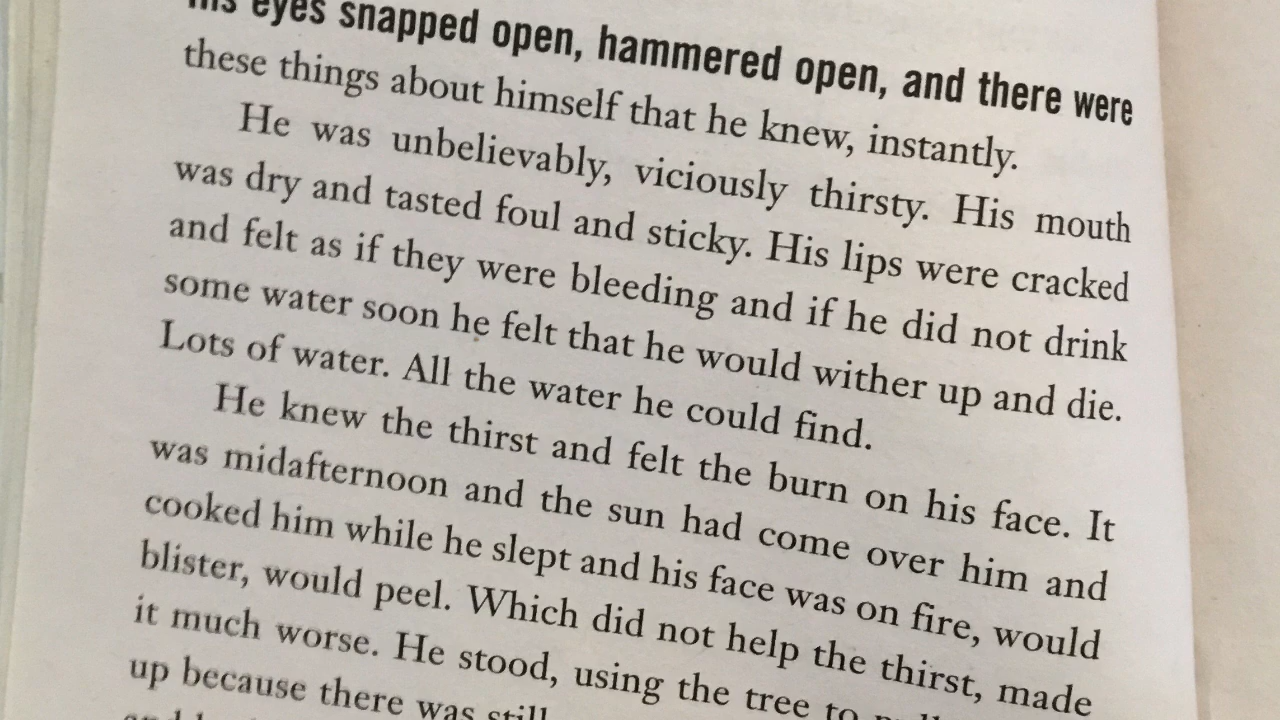 His eyes snapped open, hammered open, and there were
these things about himself that he knew, instantly.
He was unbelievably, viciously thirsty. His mouth
was dry and tasted foul and sticky. His lips were cracked
and felt as if they were bleeding and if he did not drink
some water soon he felt that he would wither up and die.
Lots of water. All the water he could find.
He knew the thirst and felt the burn on his face. It
was midafternoon and the sun had come over him and
cooked him while he slept and his face was on fire, would
blister, would peel. Which did not help the thirst, made
it much worse. He stood, using the tree to
up because there was still